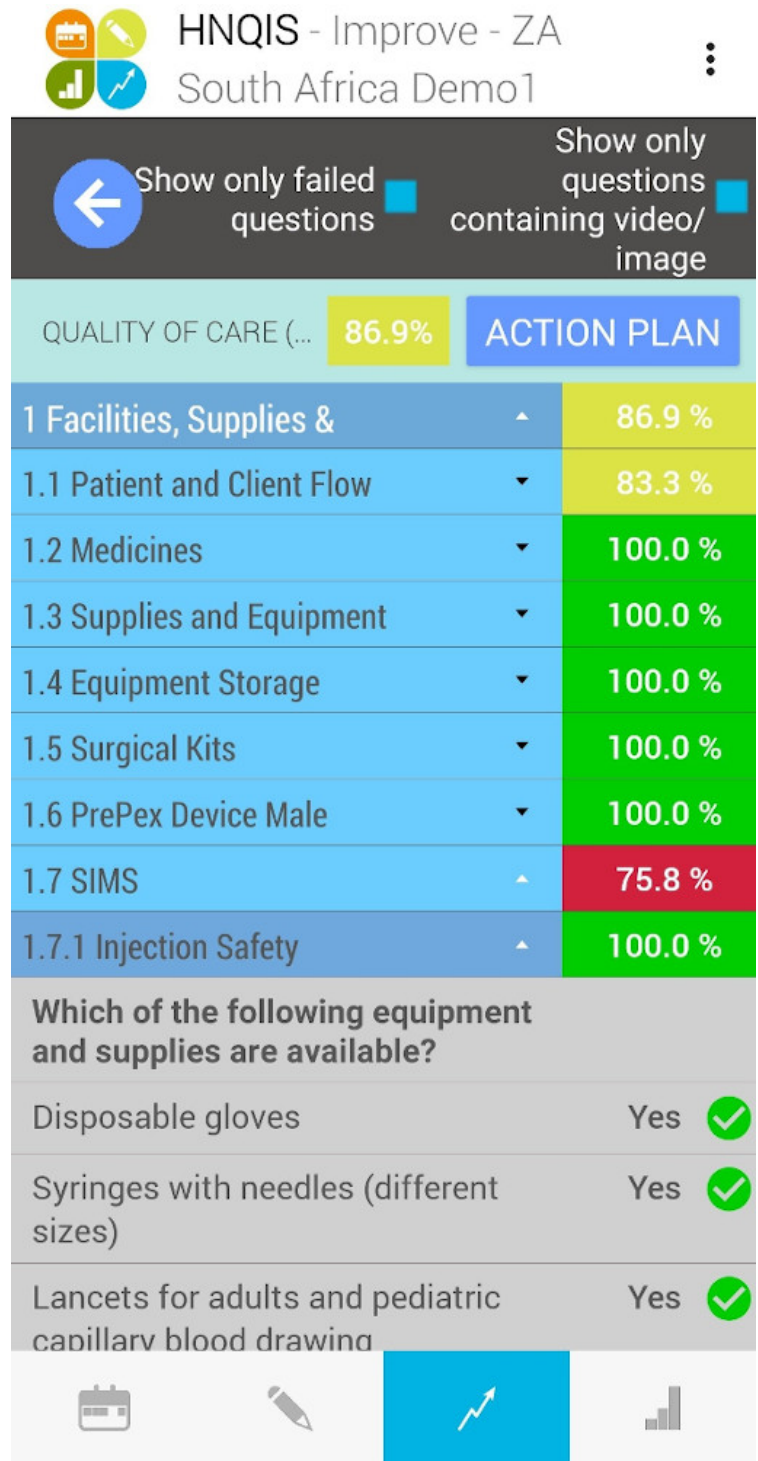 HNQIS - Improve - ZA
South Africa Demo1
Show only failed
questions
Show only
questions
containing video/
image
QUALITY OF CARE (...
86.9%
ACTION PLAN
1 Facilities, Supplies &
86.9 %
1.1 Patient and Client Flow
83.3 %
1.2 Medicines
100.0 %
1.3 Supplies and Equipment
100.0 %
1.4 Equipment Storage
100.0 %
1.5 Surgical Kits
100.0 %
1.6 PrePex Device Male
100.0 %
1.7 SIMS
75.8 %
1.7.1 Injection Safety
100.0 %
Which of the following equipment
and supplies are available?
Disposable gloves
Yes
Syringes with needles (different
sizes)
Yes
Lancets for adults and pediatric
capillary blood drawing
Yes